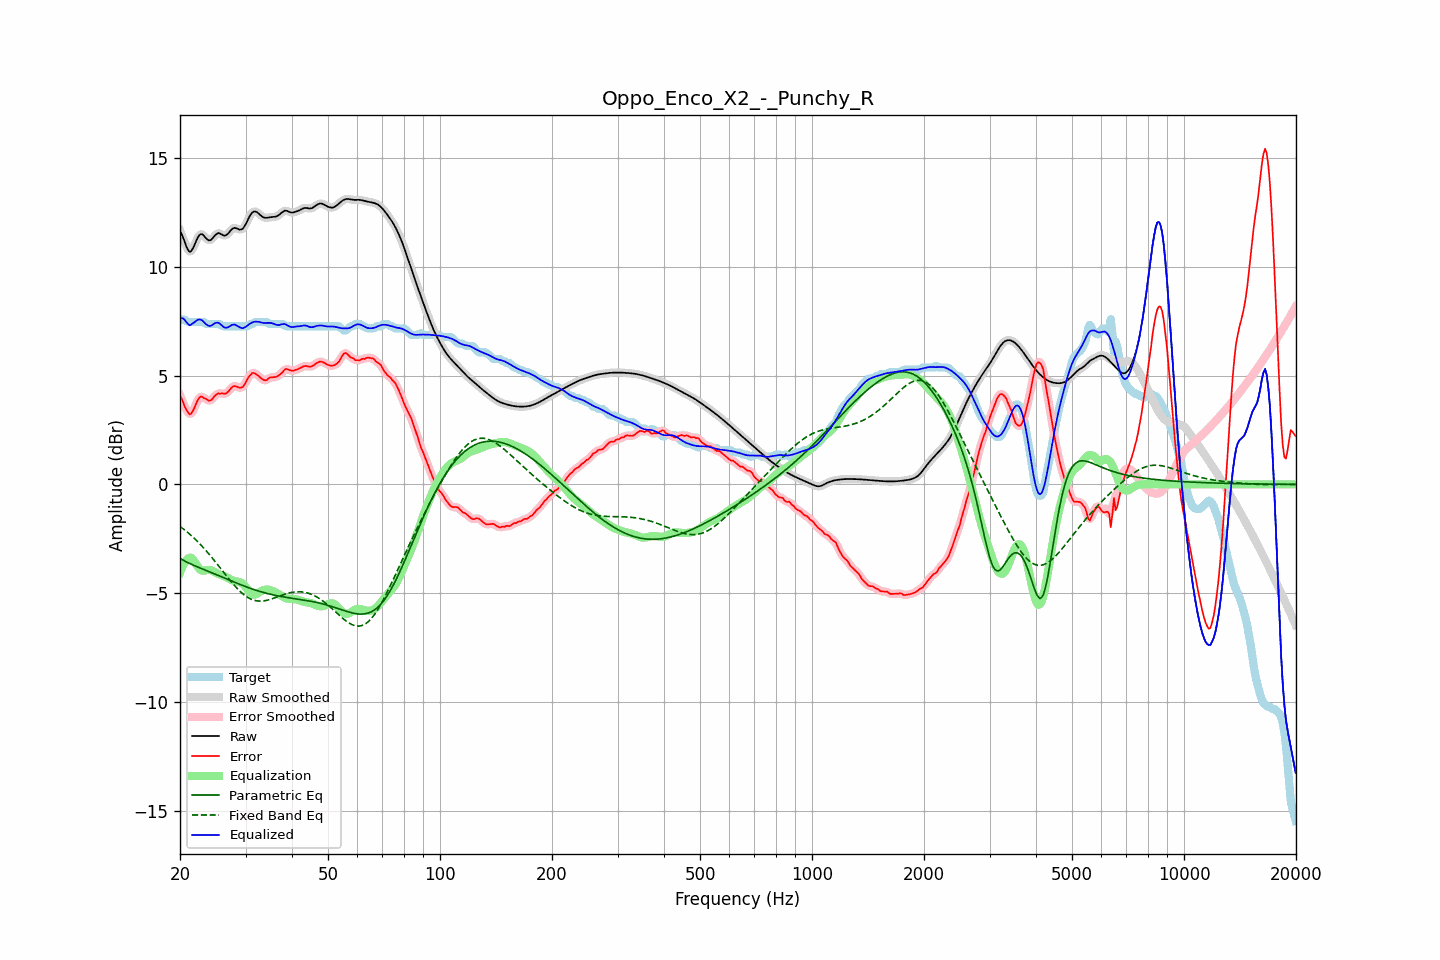 Oppo_Enco_X2_-_Punchy_R
Amplitude (dBr)
15
10
5
0
−5
−10
−15
Target
Raw Smoothed
Error Smoothed
Raw
Error
Equalization
Parametric Eq
Fixed Band Eq
Equalized
20 50 100 200 500 1000 2000 5000 10000 20000
Frequency (Hz)